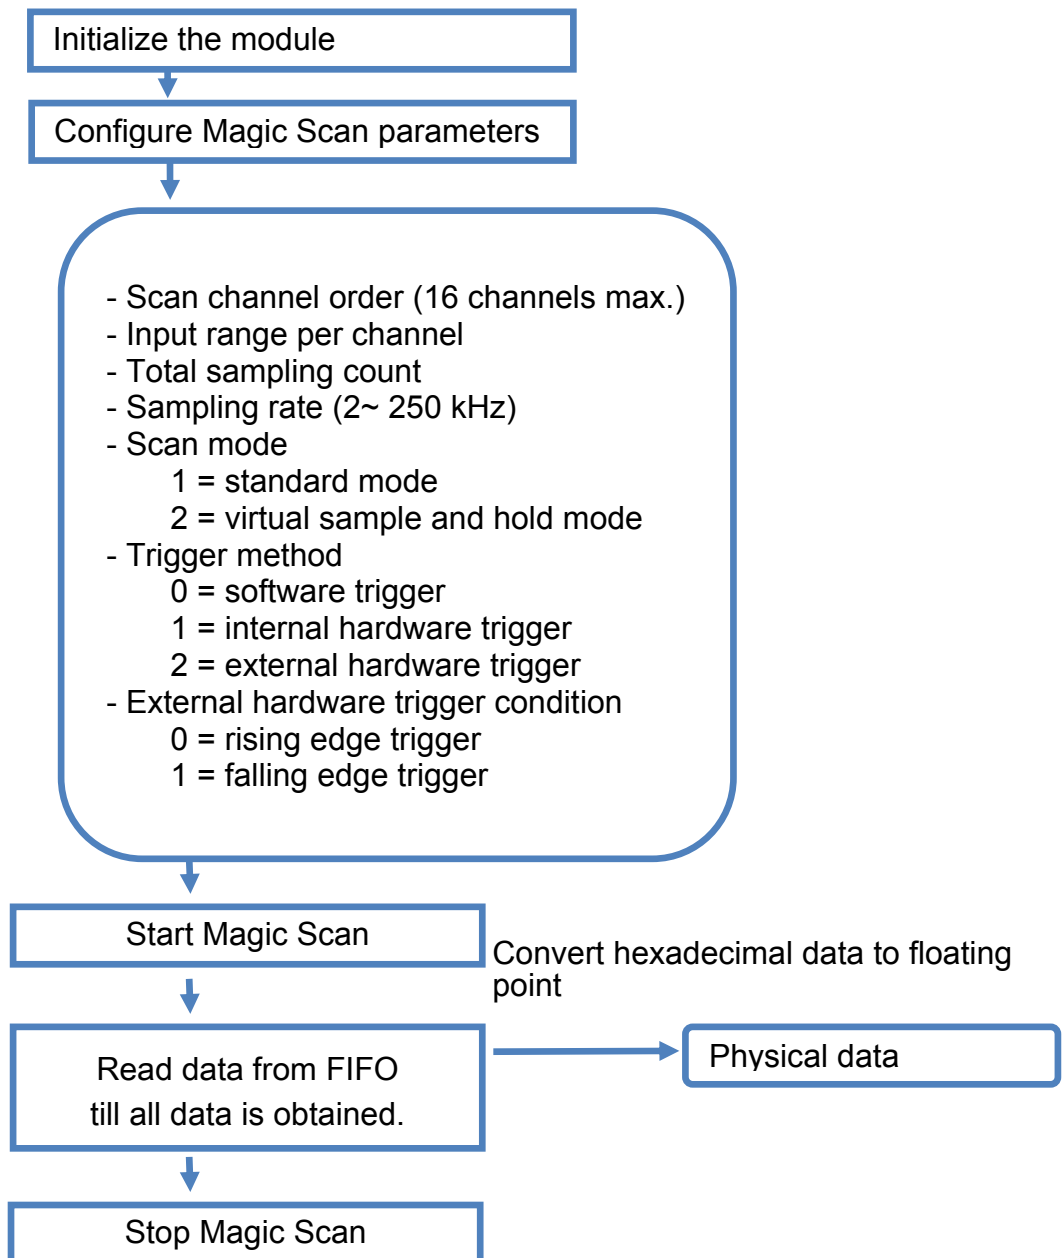 Initialize the module
Configure Magic Scan parameters
- Scan channel order (16 channels max.)
- Input range per channel
- Total sampling count
- Sampling rate (2~ 250 kHz)
- Scan mode
1 = standard mode
2 = virtual sample and hold mode
- Trigger method
0 = software trigger
1 = internal hardware trigger
2 = external hardware trigger
- External hardware trigger condition
0 = rising edge trigger
1 = falling edge trigger
Start Magic Scan
Convert hexadecimal data to floating
point
Read data from FIFO
till all data is obtained.
Physical data
Stop Magic Scan